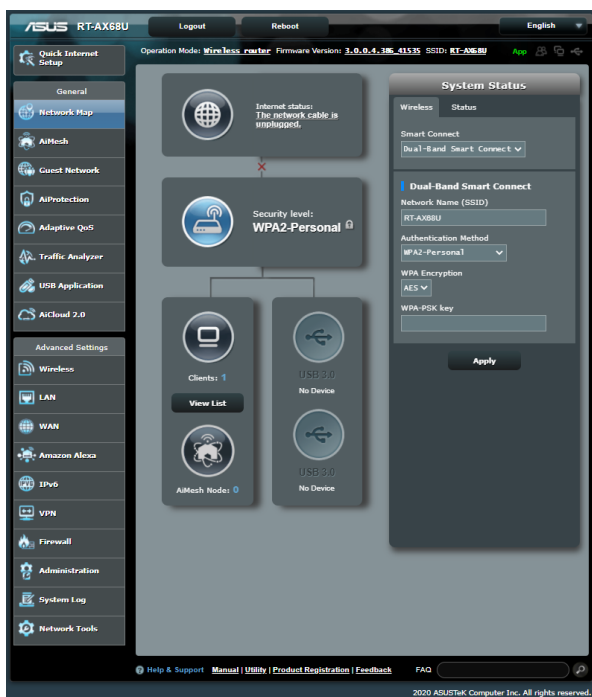 ASUS RT-AX68U
Logout
Reboot
English
Quick Internet
Setup
Operation Mode: Wireless router Firmware Version: 3.0.0.4.386_41535 SSID: RT-AX68U
App
General
Network Map
AiMesh
Guest Network
AiProtection
Adaptive QoS
Traffic Analyzer
USB Application
AiCloud 2.0
Advanced Settings
Wireless
LAN
WAN
Amazon Alexa
IPv6
VPN
Firewall
Administration
System Log
Network Tools
Internet status:
The network cable is
unplugged.
Security level:
WPA2-Personal
Clients: 1
View List
AiMesh Node: 0
USB 3.0
No Device
USB 3.0
No Device
System Status
Wireless
Status
Smart Connect
Dual-Band Smart Connect
Dual-Band Smart Connect
Network Name (SSID)
RT-AX68U
Authentication Method
WPA2-Personal
WPA Encryption
AES
WPA-PSK key
Apply
Help & Support Manual | Utility | Product Registration | Feedback
FAQ
2020 ASUSTeK Computer Inc. All rights reserved.